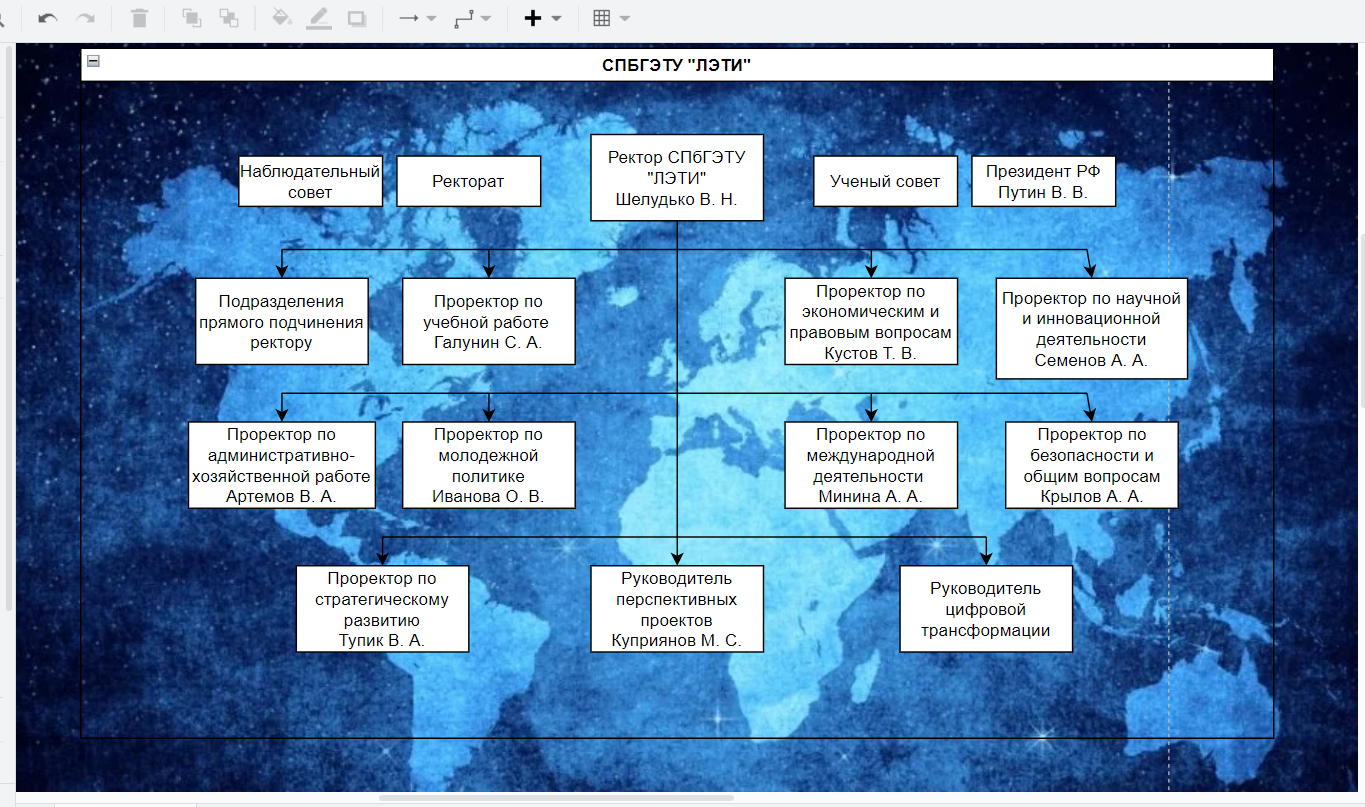 СПБГЭТУ "ЛЭТИ"
Наблюдательный
совет
Ректорат
Ректор СПбГЭТУ
"ЛЭТИ"
Шелудько В. Н.
Ученый совет
Президент РФ
Путин В. В.
Подразделения
прямого подчинения
ректору
Проректор по
учебной работе
Галунин С. А.
Проректор по
экономическим и
правовым вопросам
Кустов Т. В.
Проректор по научной
и инновационной
деятельности
Семенов А. А.
Проректор по
административно-
хозяйственной работе
Артемов В. А.
Проректор по
молодежной
политике
Иванова О. В.
Проректор по
международной
деятельности
Минина А. А.
Проректор по
безопасности и
общим вопросам
Крылов А. А.
Проректор по
стратегическому
развитию
Тупик В. А.
Руководитель
перспективных
проектов
Куприянов М. С.
Руководитель
цифровой
трансформации